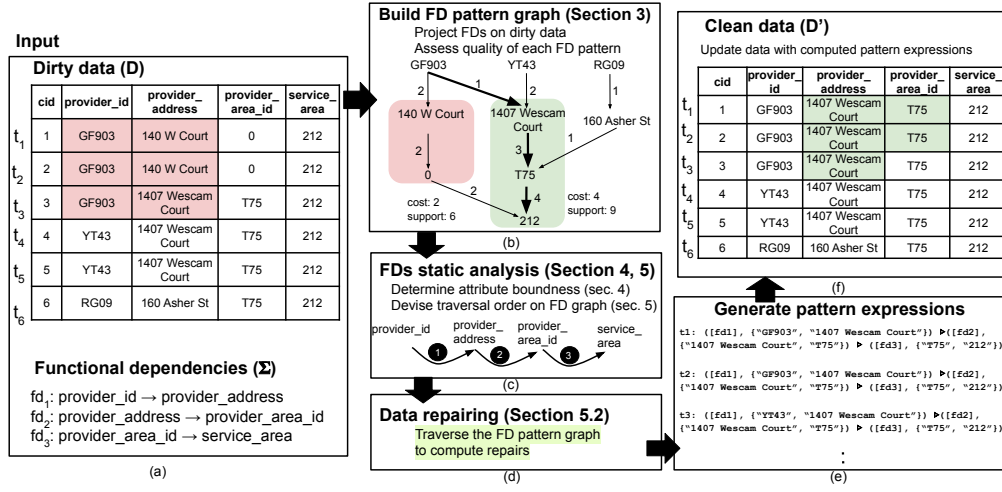 Input
Dirty data (D)
cid provider_id provider_address provider_area_id service_area
t1 1 GF903 140 W Court 0 212
t2 2 GF903 140 W Court 0 212
t3 3 GF903 1407 Wescam Court T75 212
t4 4 YT43 1407 Wescam Court T75 212
t5 5 YT43 1407 Wescam Court T75 212
t6 6 RG09 160 Asher St T75 212
Functional dependencies (Σ)
fd1: provider_id → provider_address
fd2: provider_address → provider_area_id
fd3: provider_area_id → service_area
(a)
Build FD pattern graph (Section 3)
Project FDs on dirty data
Assess quality of each FD pattern
GF903 YT43 RG09
2 1 2 1
140 W Court 1407 Wescam Court 160 Asher St
2 3 1
0 T75
2 4
212
cost: 2
support: 6
cost: 4
support: 9
(b)
FDs static analysis (Section 4, 5)
Determine attribute boundness (sec. 4)
Devise traversal order on FD graph (sec. 5)
provider_id provider_address provider_area_id service_area
1 2 3
(c)
Data repairing (Section 5.2)
Traverse the FD pattern graph
to compute repairs
(d)
Generate pattern expressions
t1: ([fd1], {“GF903”, “1407 Wescam Court”}) ▶([fd2],
{“1407 Wescam Court”, “T75”}) ▶ ([fd3], {“T75”, “212”})
t2: ([fd1], {“GF903”, “1407 Wescam Court”}) ▶([fd2],
{“1407 Wescam Court”, “T75”}) ▶ ([fd3], {“T75”, “212”})
t3: ([fd1], {“YT43”, “1407 Wescam Court”}) ▶([fd2],
{“1407 Wescam Court”, “T75”}) ▶ ([fd3], {“T75”, “212”})
:
(e)
Clean data (D’)
Update data with computed pattern expressions
cid provider_id provider_address provider_area_id service_area
t1 1 GF903 1407 Wescam Court T75 212
t2 2 GF903 1407 Wescam Court T75 212
t3 3 GF903 1407 Wescam Court T75 212
t4 4 YT43 1407 Wescam Court T75 212
t5 5 YT43 1407 Wescam Court T75 212
t6 6 RG09 160 Asher St T75 212
(f)